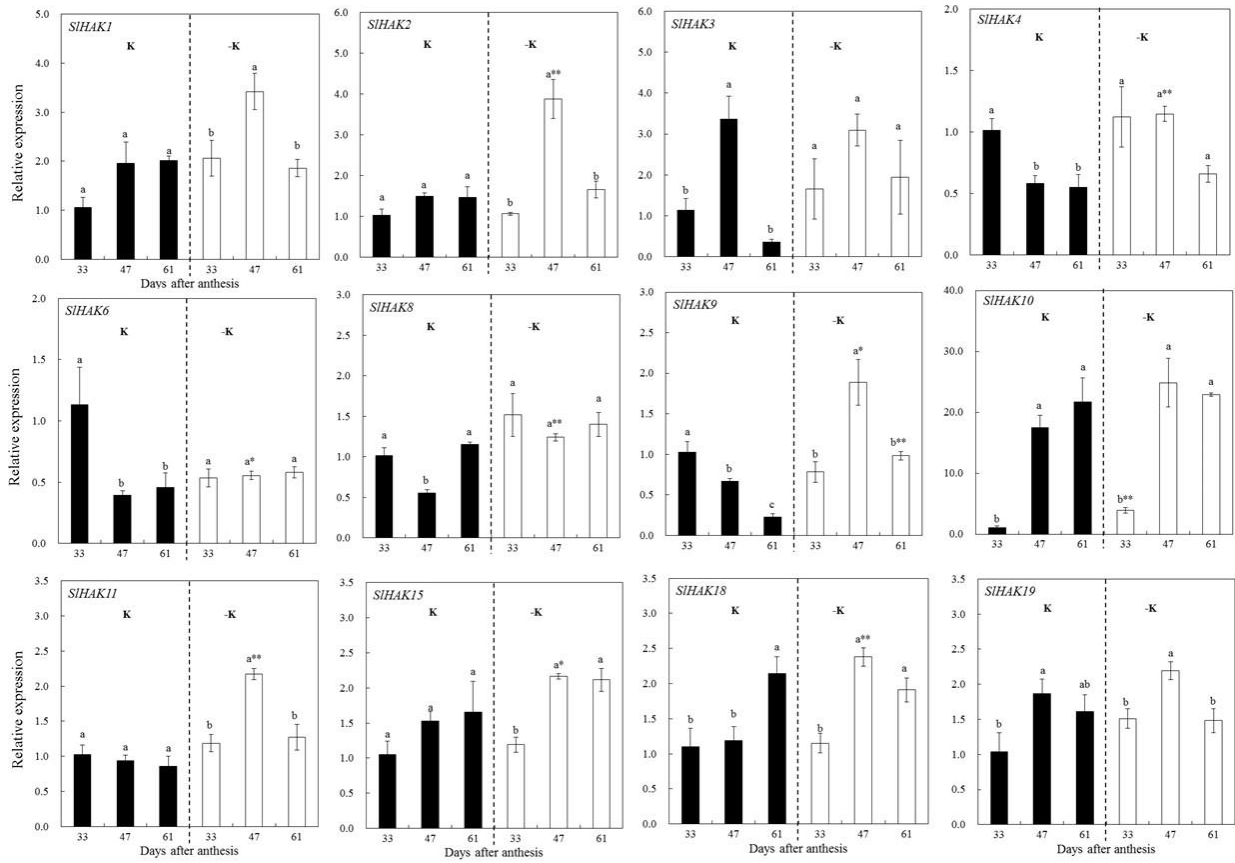 SlHAK1
K -K
a a a b a b
5.0
4.0
3.0
2.0
1.0
0.0
Relative expression
33 47 61 33 47 61
Days after anthesis
SlHAK2
K -K
a a a b a** b
6.0
5.0
4.0
3.0
2.0
1.0
0.0
33 47 61 33 47 61
Days after anthesis
SlHAK3
K -K
b a b a a a
6.0
5.0
4.0
3.0
2.0
1.0
0.0
33 47 61 33 47 61
SlHAK4
K -K
a b b a a** a
2.0
1.5
1.0
0.5
0.0
33 47 61 33 47 61
SlHAK6
K -K
a b b a a* a
2.0
1.5
1.0
0.5
0.0
33 47 61 33 47 61
SlHAK8
K -K
a b a a a** a
3.0
2.5
2.0
1.5
1.0
0.5
0.0
33 47 61 33 47 61
SlHAK9
K -K
a b c b a* b**
3.0
2.5
2.0
1.5
1.0
0.5
0.0
33 47 61 33 47 61
SlHAK10
K -K
b a a b** a a
40.0
30.0
20.0
10.0
0.0
33 47 61 33 47 61
SlHAK11
K -K
a a a b a** b
3.5
3.0
2.5
2.0
1.5
1.0
0.5
0.0
Relative expression
33 47 61 33 47 61
Days after anthesis
SlHAK15
K -K
a a a b a* a
3.5
3.0
2.5
2.0
1.5
1.0
0.5
0.0
33 47 61 33 47 61
Days after anthesis
SlHAK18
K -K
b b a b a** a
3.5
3.0
2.5
2.0
1.5
1.0
0.5
0.0
33 47 61 33 47 61
Days after anthesis
SlHAK19
K -K
b a ab b a b
3.5
3.0
2.5
2.0
1.5
1.0
0.5
0.0
33 47 61 33 47 61
Days after anthesis